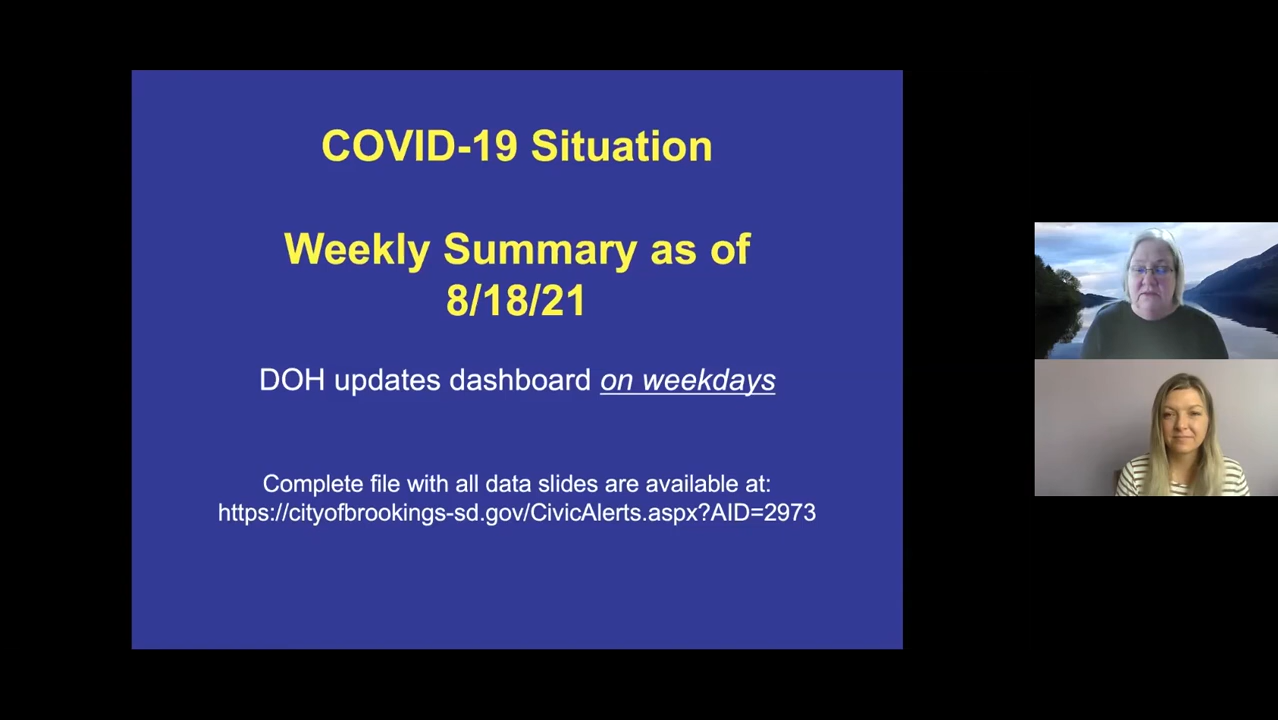 COVID-19 Situation
Weekly Summary as of
8/18/21
DOH updates dashboard on weekdays
Complete file with all data slides are available at:
https://cityofbrookings-sd.gov/CivicAlerts.aspx?AID=2973